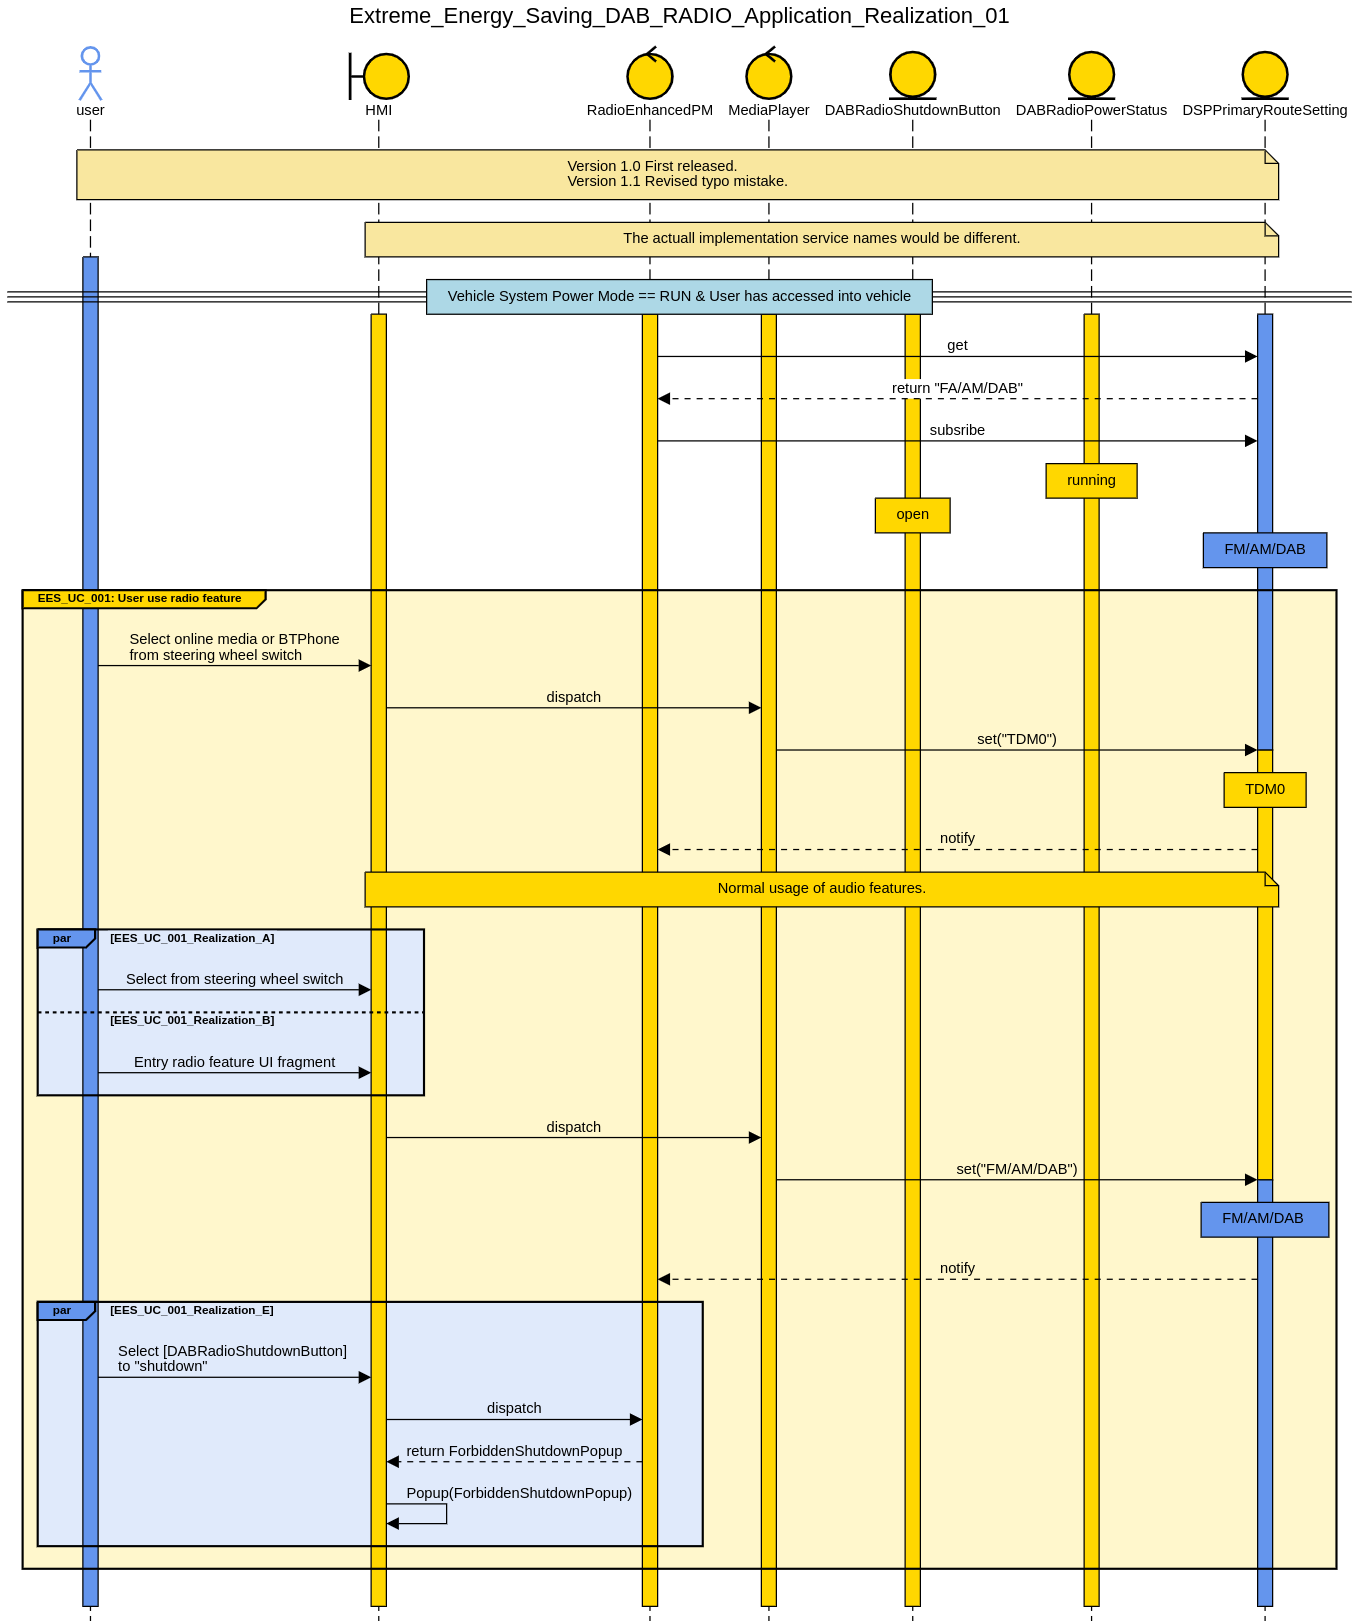 Extreme_Energy_Saving_DAB_RADIO_Application_Realization_01
user
HMI
RadioEnhancedPM
MediaPlayer
DABRadioShutdownButton
DABRadioPowerStatus
DSPPrimaryRouteSetting
Version 1.0 First released.
Version 1.1 Revised typo mistake.
The actuall implementation service names would be different.
Vehicle System Power Mode == RUN & User has accessed into vehicle
get
return "FA/AM/DAB"
subsribe
running
open
FM/AM/DAB
EES_UC_001: User use radio feature
Select online media or BTPhone
from steering wheel switch
dispatch
set("TDM0")
TDM0
notify
Normal usage of audio features.
par [EES_UC_001_Realization_A]
Select from steering wheel switch
[EES_UC_001_Realization_B]
Entry radio feature UI fragment
dispatch
set("FM/AM/DAB")
FM/AM/DAB
notify
par [EES_UC_001_Realization_E]
Select [DABRadioShutdownButton]
to "shutdown"
dispatch
return ForbiddenShutdownPopup
Popup(ForbiddenShutdownPopup)